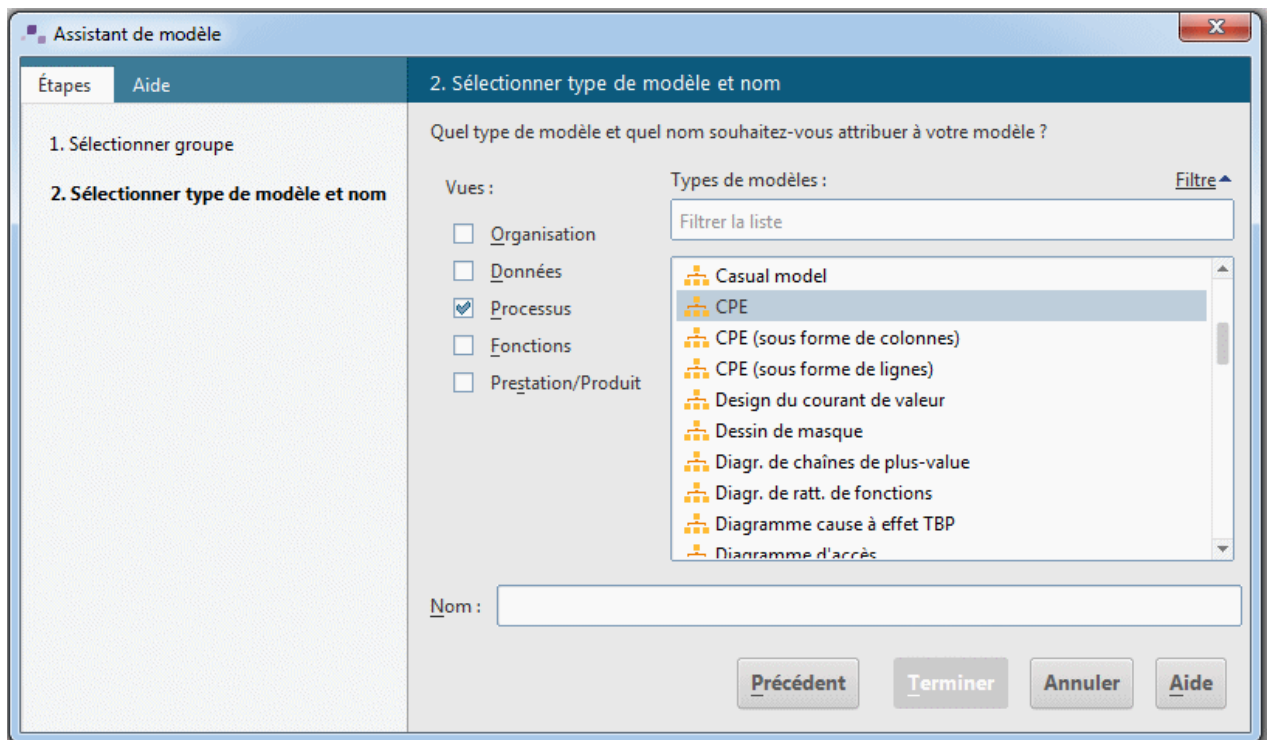 Assistant de modèle
Étapes
Aide
1. Sélectionner groupe
2. Sélectionner type de modèle et nom
2. Sélectionner type de modèle et nom
Quel type de modèle et quel nom souhaitez-vous attribuer à votre modèle ?
Vues :
Organisation
Données
Processus
Fonctions
Prestation/Produit
Types de modèles :
Filtre
Filtrer la liste
Casual model
CPE
CPE (sous forme de colonnes)
CPE (sous forme de lignes)
Design du courant de valeur
Dessin de masque
Diagr. de chaînes de plus-value
Diagr. de ratt. de fonctions
Diagramme cause à effet TBP
Diagramme d'accès
Nom :
Précédent
Terminer
Annuler
Aide